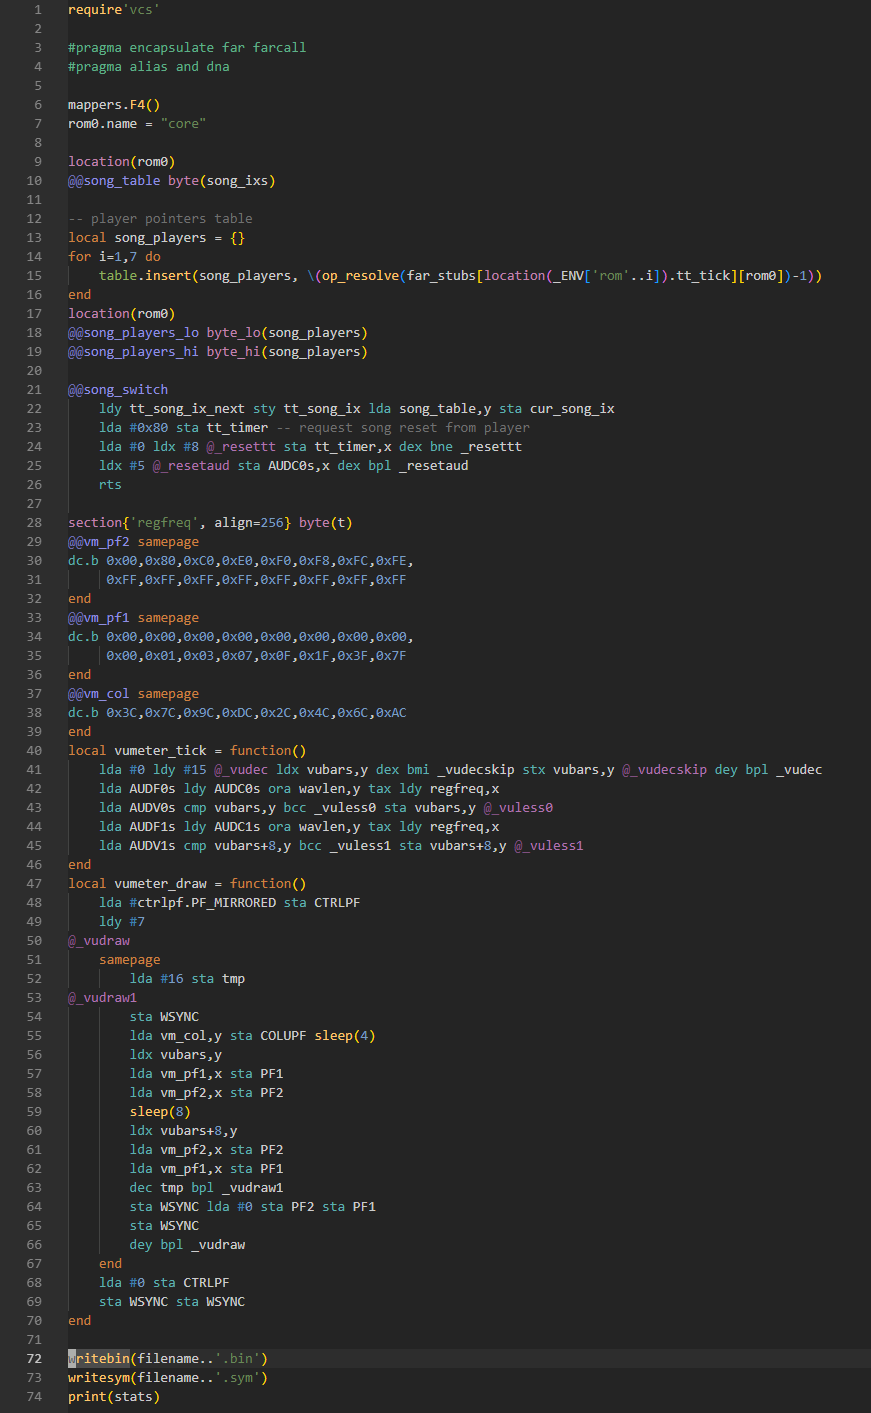 1 require'vcs'
2
3 #pragma encapsulate far farcall
4 #pragma alias and dna
5
6 mappers.F4()
7 rom0.name = "core"
8
9 location(rom0)
10 @@song_table byte(song_ixs)
11
12 -- player pointers table
13 local song_players = {}
14 for i=1,7 do
15     table.insert(song_players, \(op_resolve(far_stubs[location(_ENV['rom'..i]).tt_tick][rom0])-1))
16 end
17 location(rom0)
18 @@song_players_lo byte_lo(song_players)
19 @@song_players_hi byte_hi(song_players)
20
21 @@song_switch
22     ldy tt_song_ix_next sty tt_song_ix lda song_table,y sta cur_song_ix
23     lda #0x80 sta tt_timer -- request song reset from player
24     lda #0 ldx #8 @_resettt sta tt_timer,x dex bne _resettt
25     ldx #5 @_resetaud sta AUDC0s,x dex bpl _resetaud
26     rts
27
28 section{'regfreq', align=256} byte(t)
29 @@vm_pf2 samepage
30 dc.b 0x00,0x80,0xC0,0xE0,0xF0,0xF8,0xFC,0xFE,
31      0xFF,0xFF,0xFF,0xFF,0xFF,0xFF,0xFF,0xFF
32 end
33 @@vm_pf1 samepage
34 dc.b 0x00,0x00,0x00,0x00,0x00,0x00,0x00,0x00,
35      0x00,0x01,0x03,0x07,0x0F,0x1F,0x3F,0x7F
36 end
37 @@vm_col samepage
38 dc.b 0x3C,0x7C,0x9C,0xDC,0x2C,0x4C,0x6C,0xAC
39 end
40 local vumeter_tick = function()
41     lda #0 ldy #15 @_vudec ldx vubars,y dex bmi _vudecskip stx vubars,y @_vudecskip dey bpl _vudec
42     lda AUDF0s ldy AUDC0s ora wavlen,y tax ldy regfreq,x
43     lda AUDV0s cmp vubars,y bcc _vuless0 sta vubars,y @_vuless0
44     lda AUDF1s ldy AUDC1s ora wavlen,y tax ldy regfreq,x
45     lda AUDV1s cmp vubars+8,y bcc _vuless1 sta vubars+8,y @_vuless1
46 end
47 local vumeter_draw = function()
48     lda #ctrlpf.PF_MIRRORED sta CTRLPF
49     ldy #7
50 @_vudraw
51     samepage
52         lda #16 sta tmp
53 @_vudraw1
54         sta WSYNC
55         lda vm_col,y sta COLUPF sleep(4)
56         ldx vubars,y
57         lda vm_pf1,x sta PF1
58         lda vm_pf2,x sta PF2
59         sleep(8)
60         ldx vubars+8,y
61         lda vm_pf2,x sta PF2
62         lda vm_pf1,x sta PF1
63         dec tmp bpl _vudraw1
64         sta WSYNC lda #0 sta PF2 sta PF1
65         sta WSYNC
66         dey bpl _vudraw
67     end
68     lda #0 sta CTRLPF
69     sta WSYNC sta WSYNC
70 end
71
72 writebin(filename..'.bin')
73 writesym(filename..'.sym')
74 print(stats)